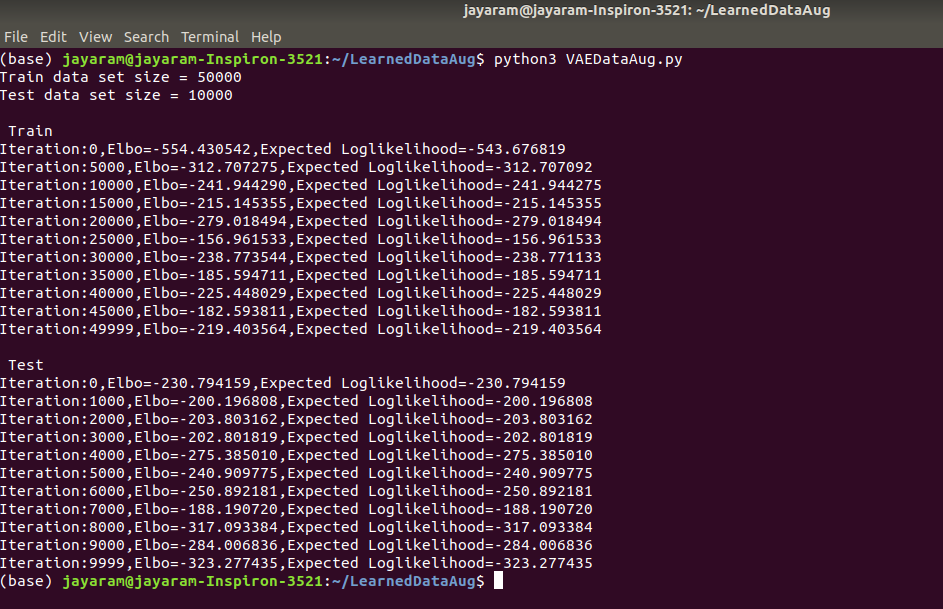 jayaram@jayaram-Inspiron-3521: ~/LearnedDataAug
File Edit View Search Terminal Help
(base) jayaram@jayaram-Inspiron-3521:~/LearnedDataAug$ python3 VAEDataAug.py
Train data set size = 50000
Test data set size = 10000
Train
Iteration:0,Elbo=-554.430542,Expected Loglikelihood=-543.676819
Iteration:5000,Elbo=-312.707275,Expected Loglikelihood=-312.707092
Iteration:10000,Elbo=-241.944290,Expected Loglikelihood=-241.944275
Iteration:15000,Elbo=-215.145355,Expected Loglikelihood=-215.145355
Iteration:20000,Elbo=-279.018494,Expected Loglikelihood=-279.018494
Iteration:25000,Elbo=-156.961533,Expected Loglikelihood=-156.961533
Iteration:30000,Elbo=-238.773544,Expected Loglikelihood=-238.771133
Iteration:35000,Elbo=-185.594711,Expected Loglikelihood=-185.594711
Iteration:40000,Elbo=-225.448029,Expected Loglikelihood=-225.448029
Iteration:45000,Elbo=-182.593811,Expected Loglikelihood=-182.593811
Iteration:49999,Elbo=-219.403564,Expected Loglikelihood=-219.403564
Test
Iteration:0,Elbo=-230.794159,Expected Loglikelihood=-230.794159
Iteration:1000,Elbo=-200.196808,Expected Loglikelihood=-200.196808
Iteration:2000,Elbo=-203.803162,Expected Loglikelihood=-203.803162
Iteration:3000,Elbo=-202.801819,Expected Loglikelihood=-202.801819
Iteration:4000,Elbo=-275.385010,Expected Loglikelihood=-275.385010
Iteration:5000,Elbo=-240.909775,Expected Loglikelihood=-240.909775
Iteration:6000,Elbo=-250.892181,Expected Loglikelihood=-250.892181
Iteration:7000,Elbo=-188.190720,Expected Loglikelihood=-188.190720
Iteration:8000,Elbo=-317.093384,Expected Loglikelihood=-317.093384
Iteration:9000,Elbo=-284.006836,Expected Loglikelihood=-284.006836
Iteration:9999,Elbo=-323.277435,Expected Loglikelihood=-323.277435
(base) jayaram@jayaram-Inspiron-3521:~/LearnedDataAug$